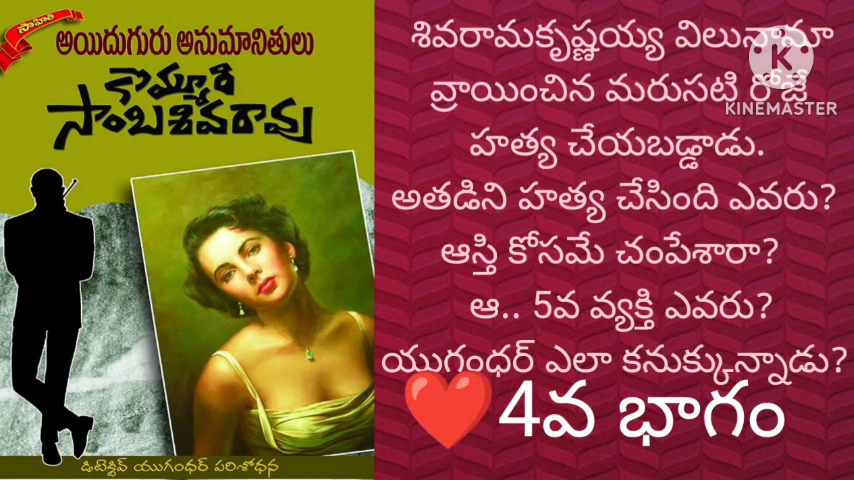 సాహితి
అయిదుగురు అనుమానితులు
కొమ్మూరి
సాంబశివరావు
డిటెక్టివ్ యుగంధర్ పరిశోధన
శివరామకృష్ణయ్య విలునామా
వ్రాయించిన మరుసటి రోజే
హత్య చేయబడ్డాడు.
అతడిని హత్య చేసింది ఎవరు?
ఆస్తి కోసమే చంపేశారా?
ఆ.. 5వ వ్యక్తి ఎవరు?
యుగంధర్ ఎలా కనుక్కున్నాడు?
❤️4వ భాగం
K
KINEMASTER